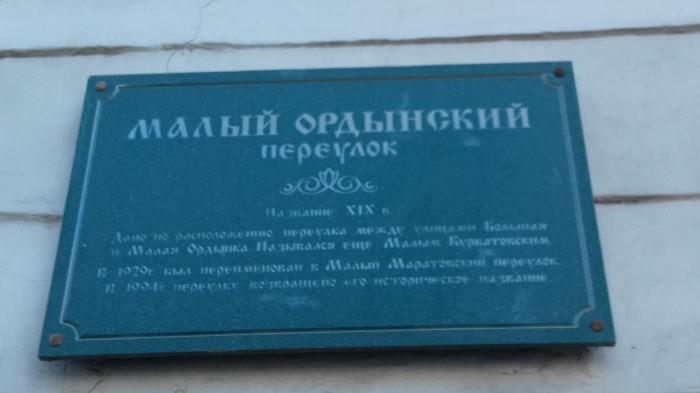 МАЛЫЙ ОРДЫНСКИЙ
ПЕРЕУЛОК
Название XIX в.
Дано по расположению переулка между улицами Большая
и Малая Ордынка. Назывался еще Малым Куркатовским
В 1929г. был переименован в Малый Маратовский переулок.
В 1994г. переулку возвращено его историческое название.